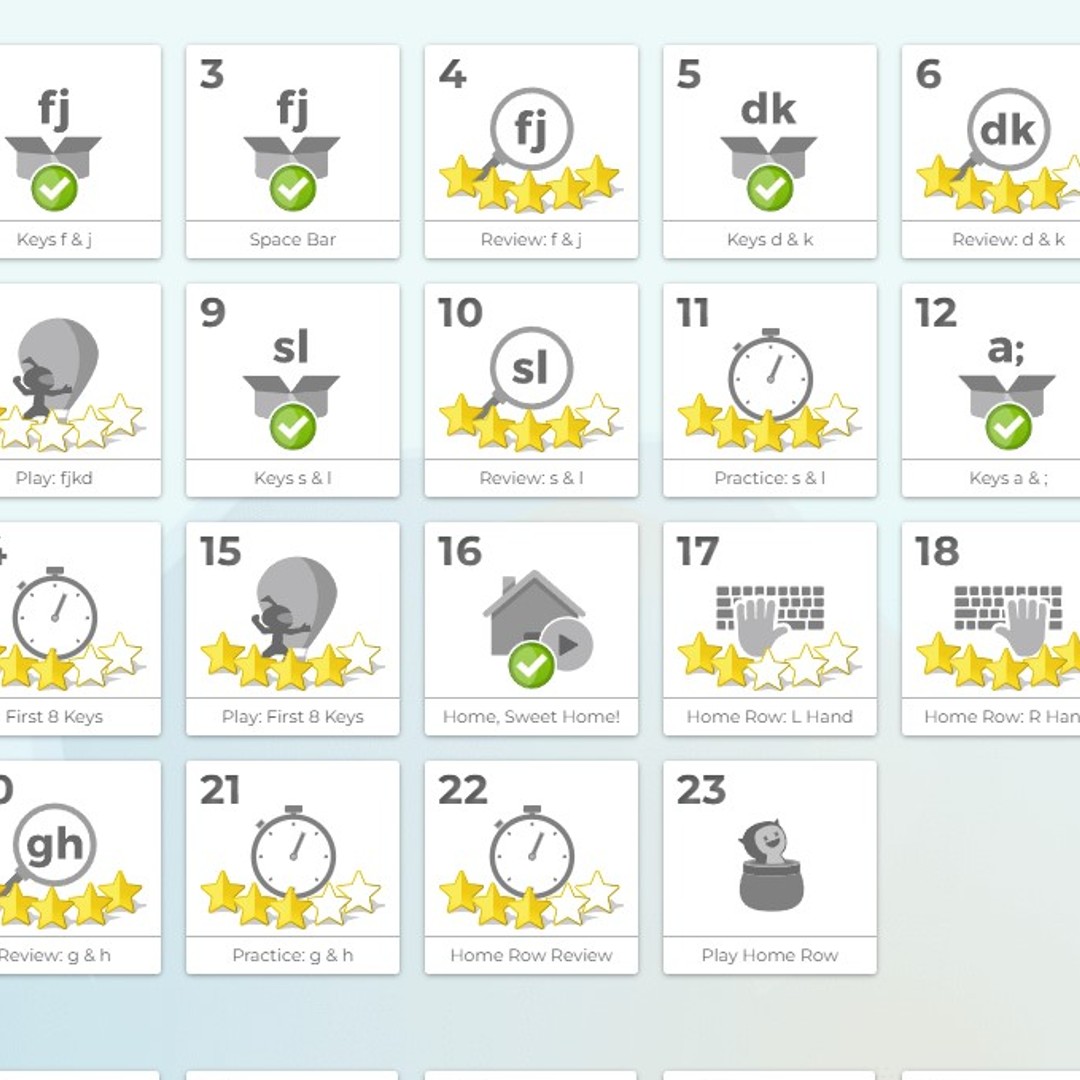 fj
Keys f & j
3
fj
Space Bar
4
fj
Review: f & j
5
dk
Keys d & k
6
dk
Review: d & k
Play: fjkd
9
sl
Keys s & l
10
sl
Review: s & l
11
Practice: s & l
12
a;
Keys a & ;
First 8 Keys
15
Play: First 8 Keys
16
Home, Sweet Home!
17
Home Row: L Hand
18
Home Row: R Han
0
gh
Review: g & h
21
Practice: g & h
22
Home Row Review
23
Play Home Row